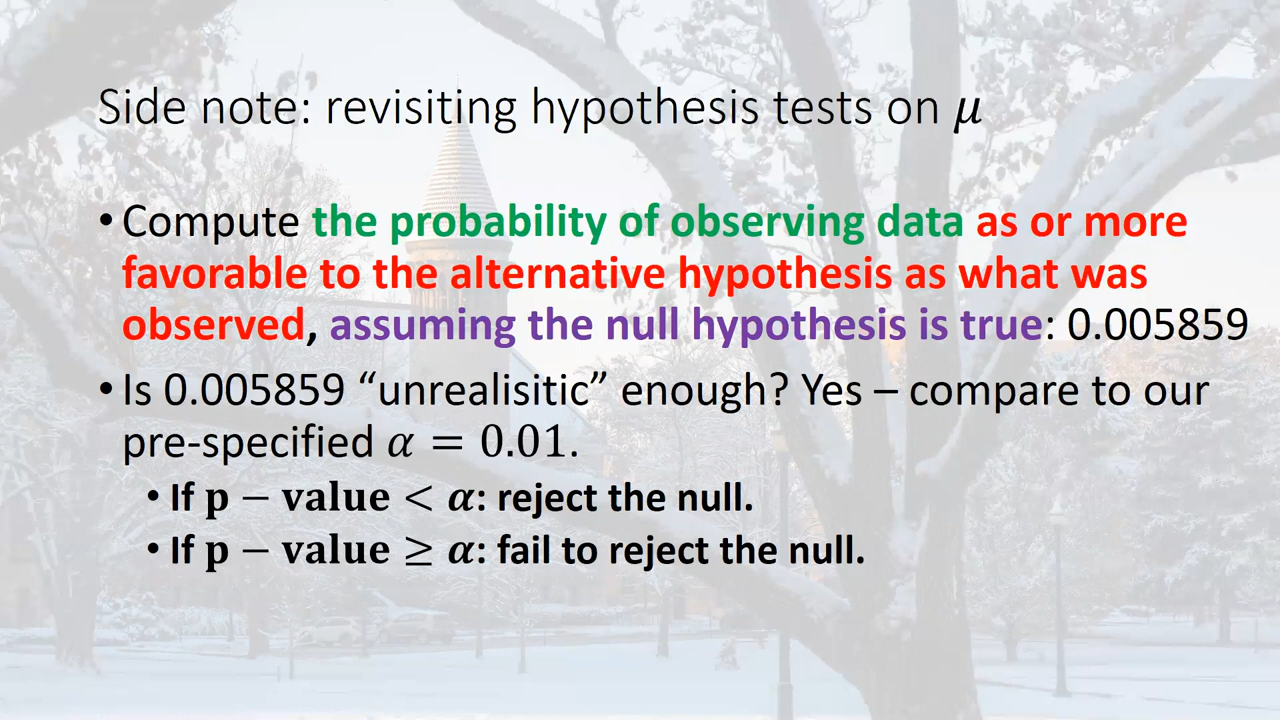 Side note: revisiting hypothesis tests on μ
• Compute the probability of observing data as or more
favorable to the alternative hypothesis as what was
observed, assuming the null hypothesis is true: 0.005859
• Is 0.005859 “unrealisitic” enough? Yes – compare to our
pre-specified α = 0.01.
• If p − value < α: reject the null.
• If p − value ≥ α: fail to reject the null.